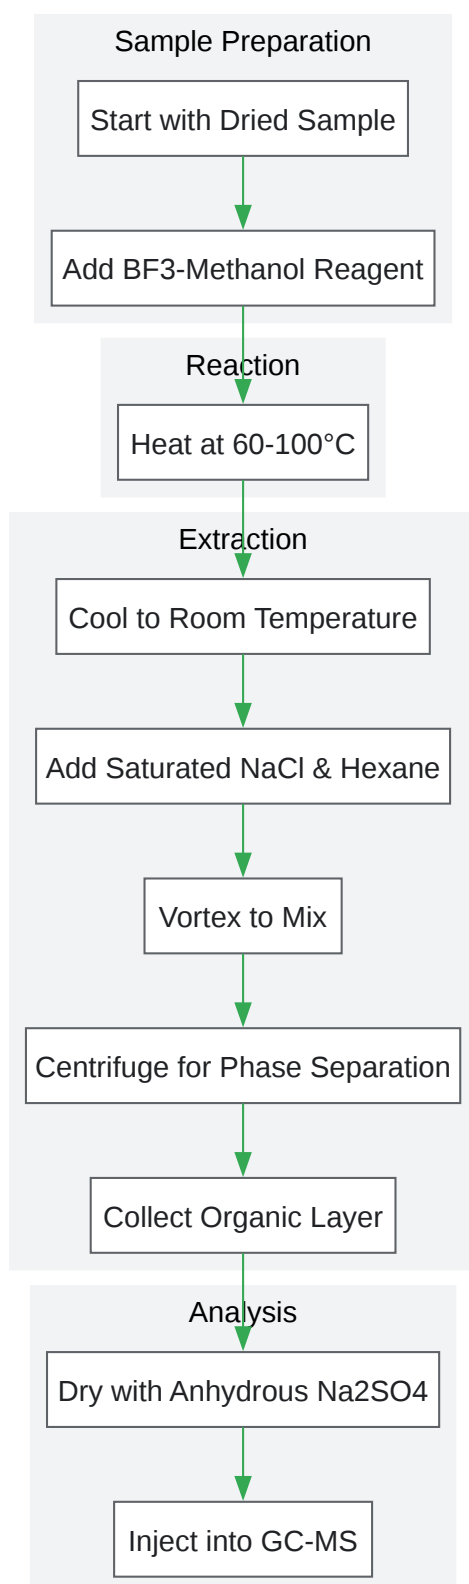 Sample Preparation
Start with Dried Sample
Add BF3-Methanol Reagent
Reaction
Heat at 60-100°C
Extraction
Cool to Room Temperature
Add Saturated NaCl & Hexane
Vortex to Mix
Centrifuge for Phase Separation
Collect Organic Layer
Analysis
Dry with Anhydrous Na2SO4
Inject into GC-MS